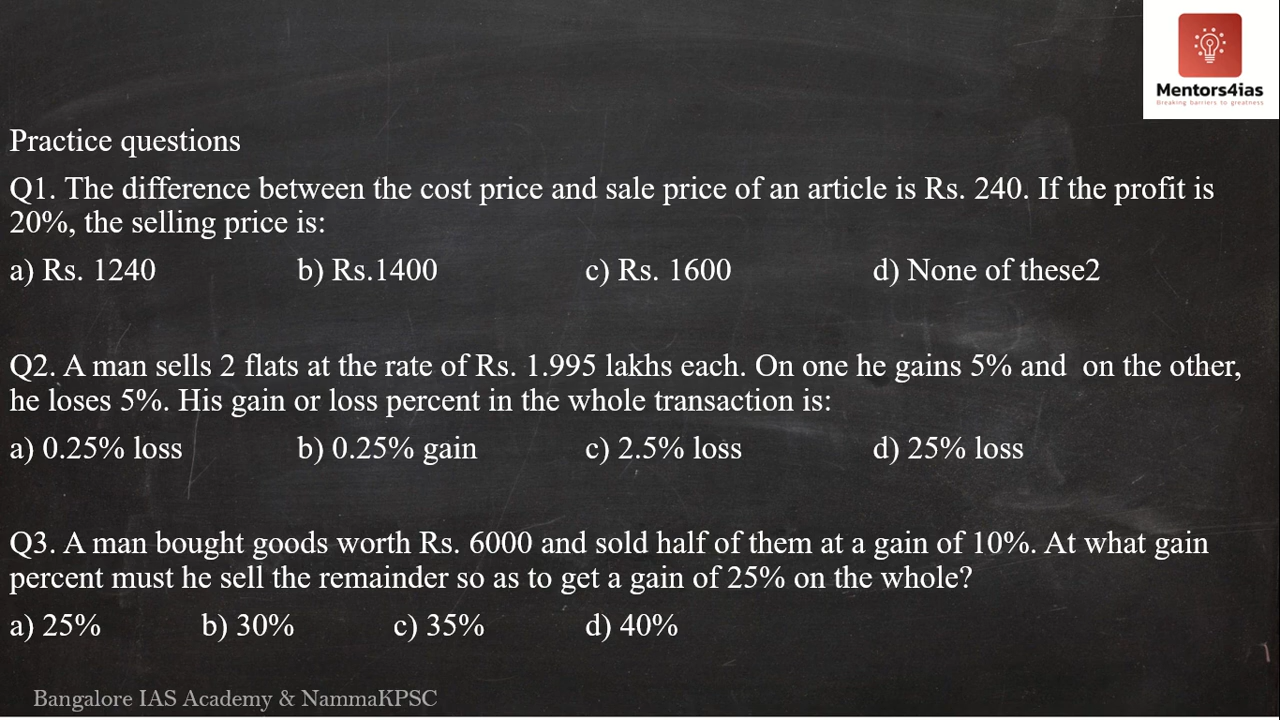 Mentors4ias
Breaking barriers to greatness
Practice questions
Q1. The difference between the cost price and sale price of an article is Rs. 240. If the profit is
20%, the selling price is:
a) Rs. 1240 b) Rs.1400 c) Rs. 1600 d) None of these2
Q2. A man sells 2 flats at the rate of Rs. 1.995 lakhs each. On one he gains 5% and  on the other,
he loses 5%. His gain or loss percent in the whole transaction is:
a) 0.25% loss b) 0.25% gain c) 2.5% loss d) 25% loss
Q3. A man bought goods worth Rs. 6000 and sold half of them at a gain of 10%. At what gain
percent must he sell the remainder so as to get a gain of 25% on the whole?
a) 25% b) 30% c) 35% d) 40%
Bangalore IAS Academy & NammaKPSC